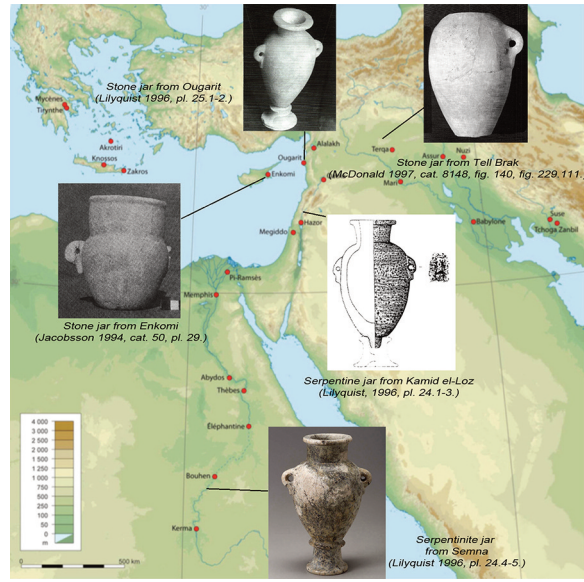 Stone jar from Ougarit
(Lilyquist 1996, pl. 25.1-2.)
Mycènes
Tirynthe
Akrotiri
Knossos
Zakros
Alalakh
Ougarit
Enkomi
Terqa
Assur
Nuzi
Mari
Stone jar from Tell Brak
(McDonald 1997, cat. 8148, fig. 140, fig. 229.111.)
Hazor
Megiddo
Babylone
Suse
Tchoga Zanbil
Pi-Ramsès
Memphis
Stone jar from Enkomi
(Jacobsson 1994, cat. 50, pl. 29.)
Serpentine jar from Kamid el-Loz
(Lilyquist, 1996, pl. 24.1-3.)
Abydos
Thèbes
Éléphantine
Bouhen
Kerma
4 000
3 000
2 500
2 000
1 500
1 000
500
200
100
50
0
m
500 km
Serpentinite jar
from Semna
(Lilyquist 1996, pl. 24.4-5.)